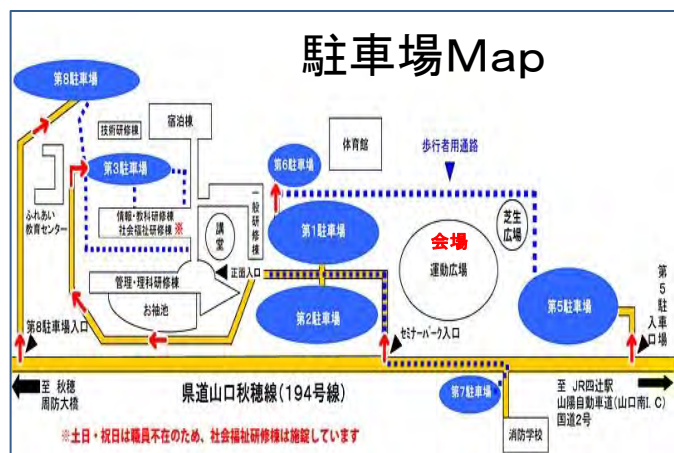 駐車場Map
第8駐車場
技術研修棟
宿泊棟
体育館
歩行者用通路
第3駐車場
第6駐車場
ふれあい
教育センター
情報・教科研修棟
社会福祉研修棟※
講堂
一般研修棟
第1駐車場
会場
運動広場
芝生
広場
正面入口
管理・理科研修棟
お抽池
第2駐車場
第5駐車場
第5駐車場
入口
第8駐車場入口
セミナーパーク入口
至 秋穂
周防大橋
県道山口秋穂線(194号線)
第7駐車場
至 JR四辻駅
山陽自動車道(山口南I.C)
国道2号
消防学校
※土日・祝日は職員不在のため、社会福祉研修棟は施錠しています